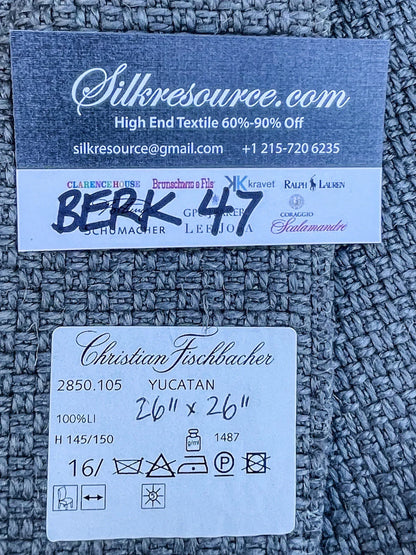 Silkresource.com
High End Textile 60%-90% Off
silkresource@gmail.com +1 215-720 6235
CLARENCE HOUSE Brunschwig & Fils kravet RALPH LAUREN
BERK 47
SCHUMACHER LEE JOFA CORAGGIO Scalamandré
Christian Fischbacher
2850.105 YUCATAN
26" x 26"
100%LI
H 145/150 g/m 1487
16/ P